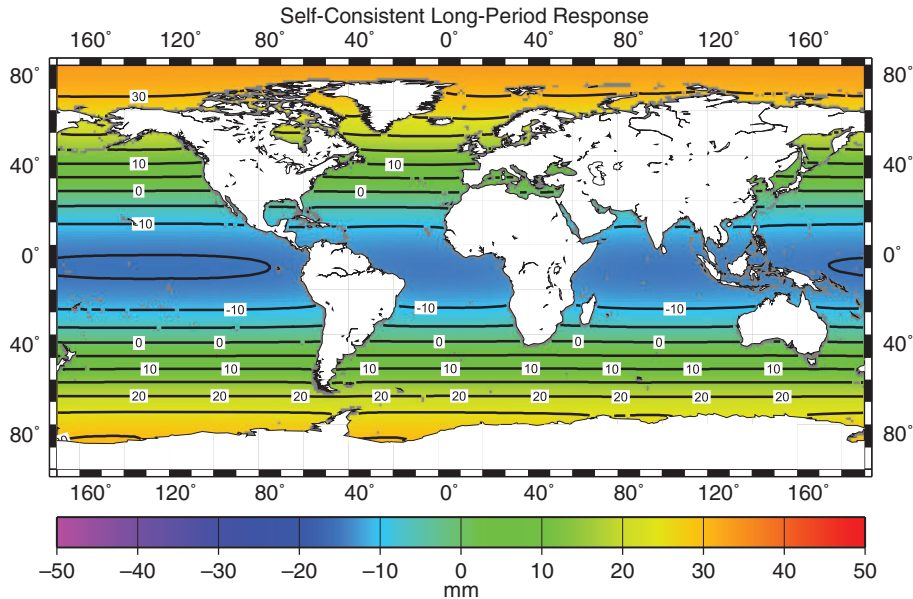 Self-Consistent Long-Period Response
160˚ 120˚ 80˚ 40˚ 0˚ 40˚ 80˚ 120˚ 160˚
80˚ 80˚
30
40˚ 10 10 40˚
0 0
-10
0˚ 0˚
-10 -10 -10
40˚ 0 0 0 0 0 40˚
10 10 10 10 10 10 10 10
20 20 20 20 20 20 20 20 20
80˚ 80˚
160˚ 120˚ 80˚ 40˚ 0˚ 40˚ 80˚ 120˚ 160˚
–50 –40 –30 –20 –10 0 10 20 30 40 50
mm